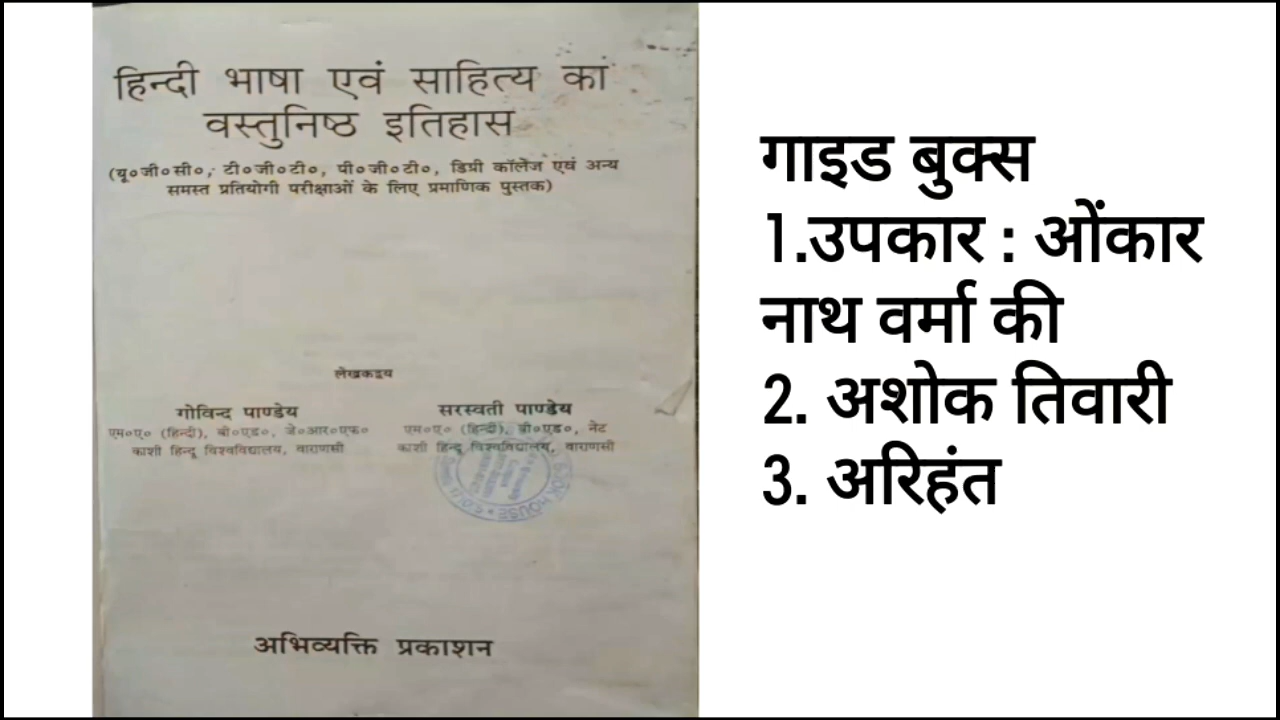 हिन्दी भाषा एवं साहित्य का
वस्तुनिष्ठ इतिहास
(यू०जी०सी०, टी०जी०टी०, पी०जी०टी०, डिग्री कॉलेज एवं अन्य
समस्त प्रतियोगी परीक्षाओं के लिए प्रमाणिक पुस्तक)
लेखकद्वय
गोविन्द पाण्डेय
एम०ए० (हिन्दी), बी०एड०, जे०आर०एफ०
काशी हिन्दू विश्वविद्यालय, वाराणसी
सरस्वती पाण्डेय
एम०ए० (हिन्दी), बी०एड०, नेट
काशी हिन्दू विश्वविद्यालय, वाराणसी
HOUSE
अभिव्यक्ति प्रकाशन
गाइड बुक्स
1.उपकार : ओंकार
नाथ वर्मा की
2. अशोक तिवारी
3. अरिहंत